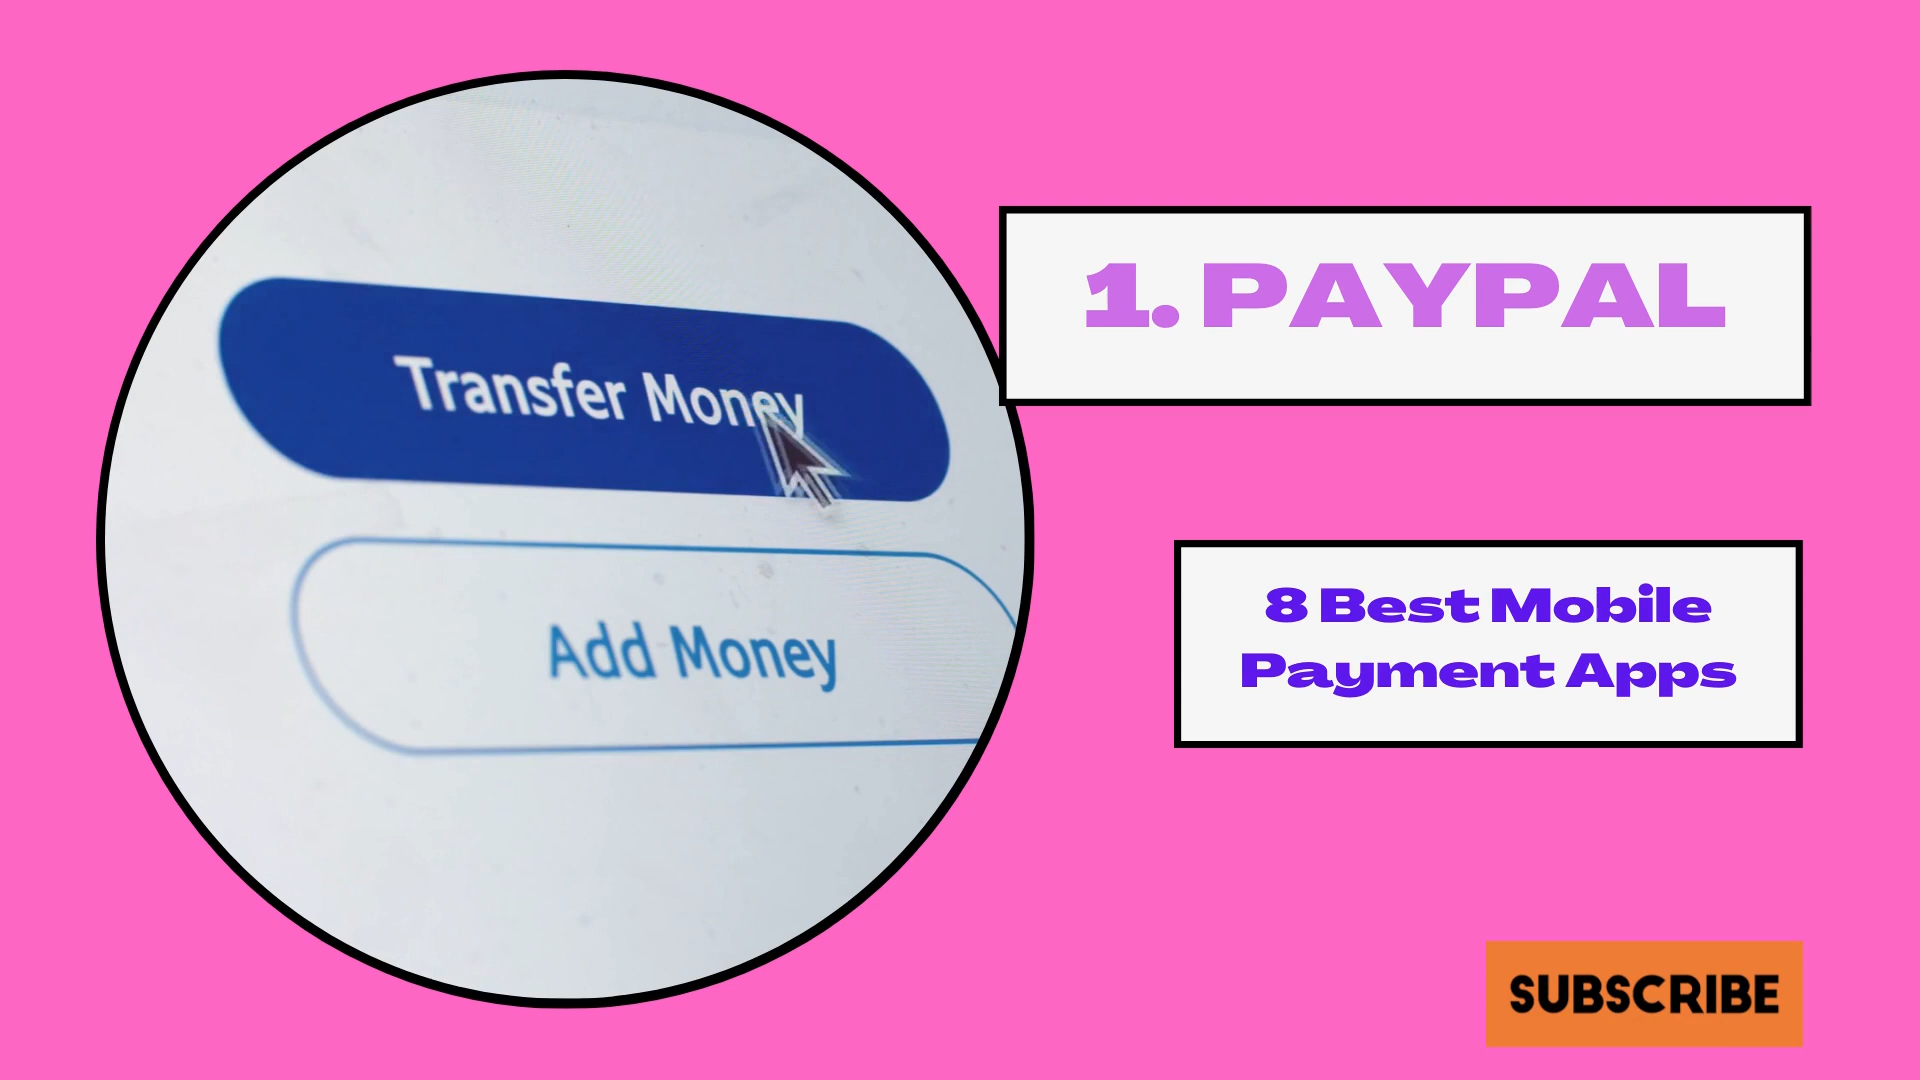 Transfer Money
Add Money
1. PAYPAL
8 Best Mobile
Payment Apps
SUBSCRIBE